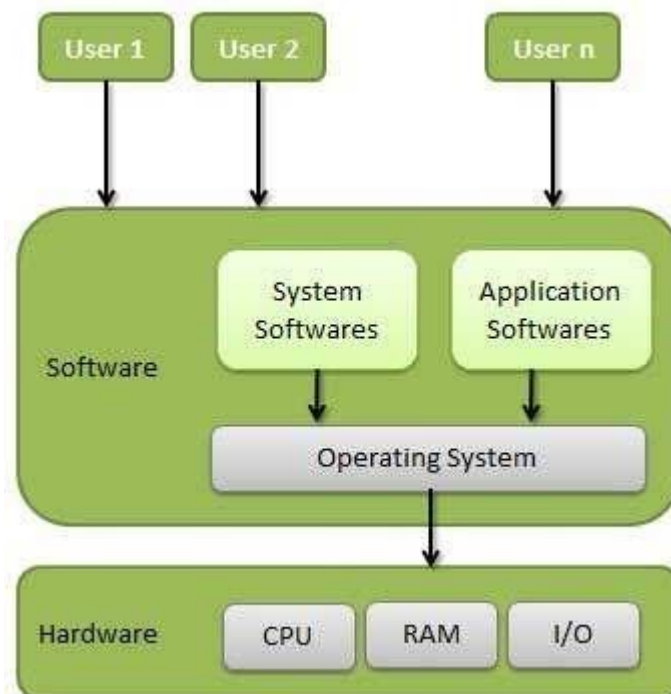 User 1
User 2
User n
System
Softwares
Application
Softwares
Software
Operating System
Hardware
CPU
RAM
I/O